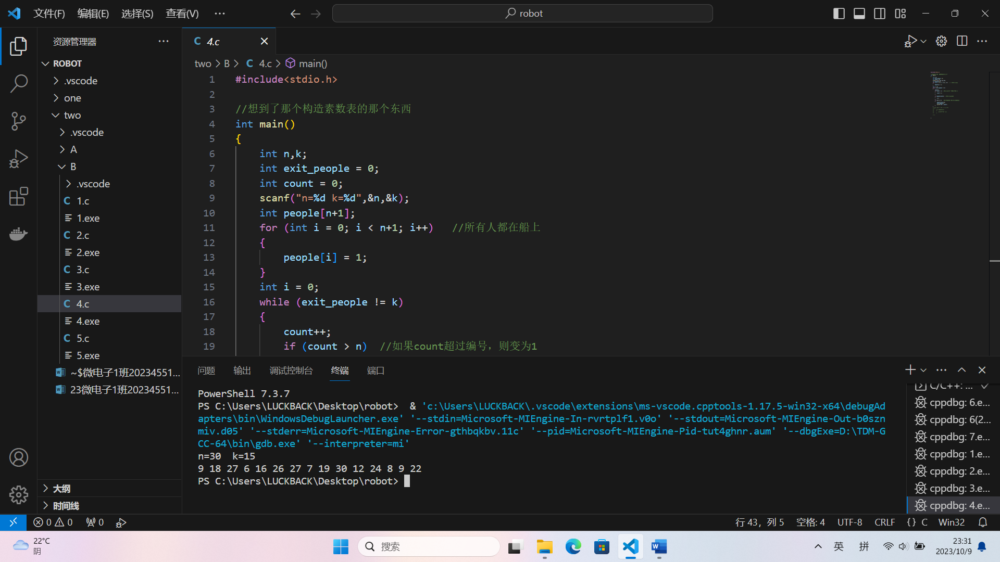 文件(F) 编辑(E) 选择(S) 查看(V) ··· robot
资源管理器 ···
ROBOT
.vscode
one
two
.vscode
A
B
.vscode
C 1.c
1.exe
C 2.c
2.exe
C 3.c
3.exe
C 4.c
4.exe
C 5.c
5.exe
~$微电子1班20234551...
23微电子1班20234551...
大纲
时间线
C 4.c
two > B > C 4.c > main()
1 #include<stdio.h>
2
3 //想到了那个构造素数表的那个东西
4 int main()
5 {
6 int n,k;
7 int exit_people = 0;
8 int count = 0;
9 scanf("n=%d k=%d",&n,&k);
10 int people[n+1];
11 for (int i = 0; i < n+1; i++) //所有人都在船上
12 {
13 people[i] = 1;
14 }
15 int i = 0;
16 while (exit_people != k)
17 {
18 count++;
19 if (count > n) //如果count超过编号，则变为1
问题 输出 调试控制台 终端 端口
PowerShell 7.3.7
PS C:\Users\LUCKBACK\Desktop\robot> & 'c:\Users\LUCKBACK\.vscode\extensions\ms-vscode.cpptools-1.17.5-win32-x64\debugAd
apters\bin\WindowsDebugLauncher.exe' '--stdin=Microsoft-MIEngine-In-rvrtplf1.v0o' '--stdout=Microsoft-MIEngine-Out-b0szn
miv.d05' '--stderr=Microsoft-MIEngine-Error-gthbqkbv.11c' '--pid=Microsoft-MIEngine-Pid-tut4ghnr.aum' '--dbgExe=D:\TDM-G
CC-64\bin\gdb.exe' '--interpreter=mi'
n=30 k=15
9 18 27 6 16 26 27 7 19 30 12 24 8 9 22
PS C:\Users\LUCKBACK\Desktop\robot>
C/C++: ...
cppdbg: 6.e...
cppdbg: 6(2...
cppdbg: 7.e...
cppdbg: 1.e...
cppdbg: 2.e...
cppdbg: 3.e...
cppdbg: 4.e...
0 0 0 行 43，列 5 空格: 4 UTF-8 CRLF {} C Win32
22°C
阴
搜索
英 拼
23:31
2023/10/9